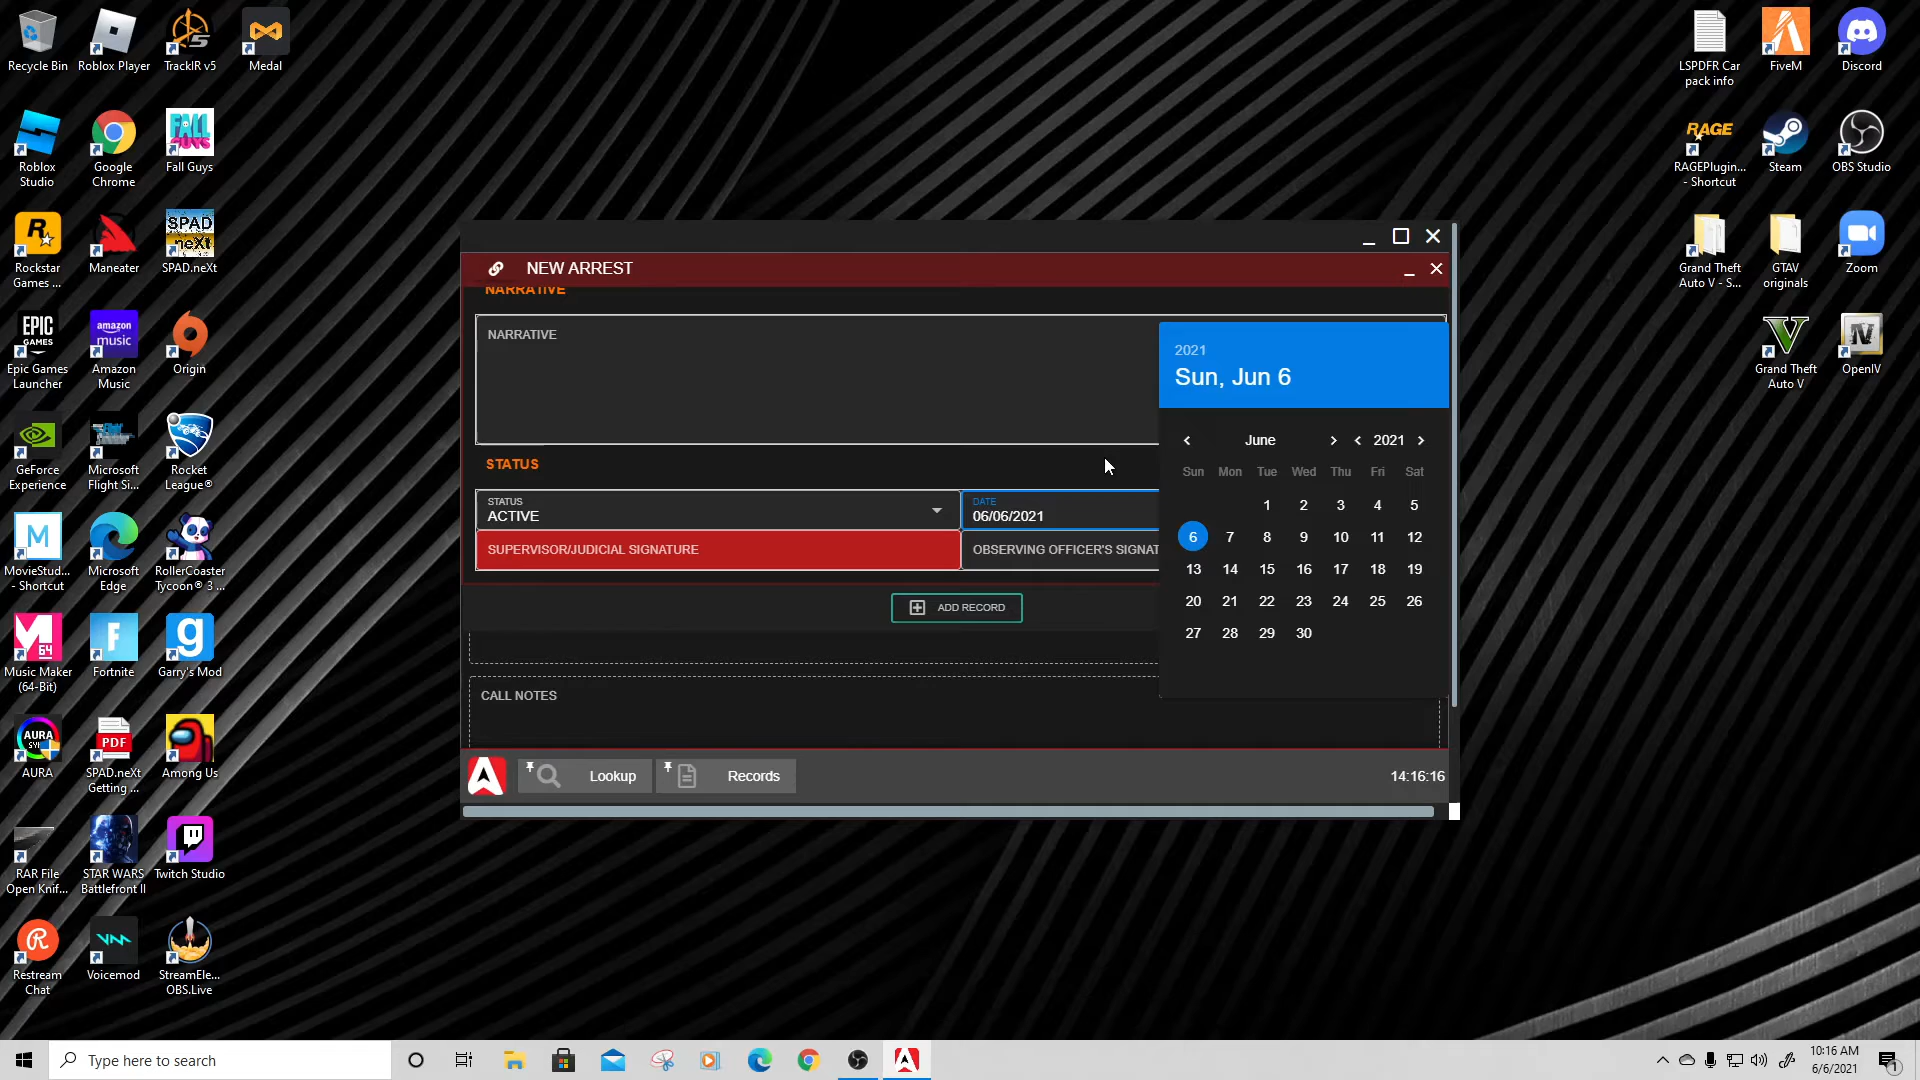 Recycle Bin
Roblox Player
TrackIR v5
Medal
LSPDFR Car
pack info
FiveM
Discord
Roblox
Studio
Google
Chrome
FALL
GUYS
Fall Guys
RAGE
RAGEPlugin...
- Shortcut
Steam
OBS Studio
Rockstar
Games ...
Maneater
SPAD
neXt
SPAD.neXt
Grand Theft
Auto V - S...
GTAV
originals
Zoom
EPIC
GAMES
Epic Games
Launcher
amazon
music
Amazon
Music
Origin
Grand Theft
Auto V
OpenIV
GeForce
Experience
Microsoft
Flight Si...
Rocket
League®
MovieStud...
- Shortcut
Microsoft
Edge
RollerCoaster
Tycoon® 3 ...
64
Music Maker
(64-Bit)
Fortnite
Garry's Mod
AURA
AURA
PDF
SPAD.neXt
Getting ...
Among Us
RAR File
Open Knif...
STAR WARS
Battlefront II
Twitch Studio
Restream
Chat
Voicemod
StreamEle...
OBS.Live
NEW ARREST
NARRATIVE
NARRATIVE
STATUS
STATUS
ACTIVE
DATE
06/06/2021
SUPERVISOR/JUDICIAL SIGNATURE
OBSERVING OFFICER'S SIGNAT
ADD RECORD
CALL NOTES
2021
Sun, Jun 6
June
2021
Sun Mon Tue Wed Thu Fri Sat
1 2 3 4 5
6 7 8 9 10 11 12
13 14 15 16 17 18 19
20 21 22 23 24 25 26
27 28 29 30
Lookup
Records
14:16:16
Type here to search
10:16 AM
6/6/2021
1